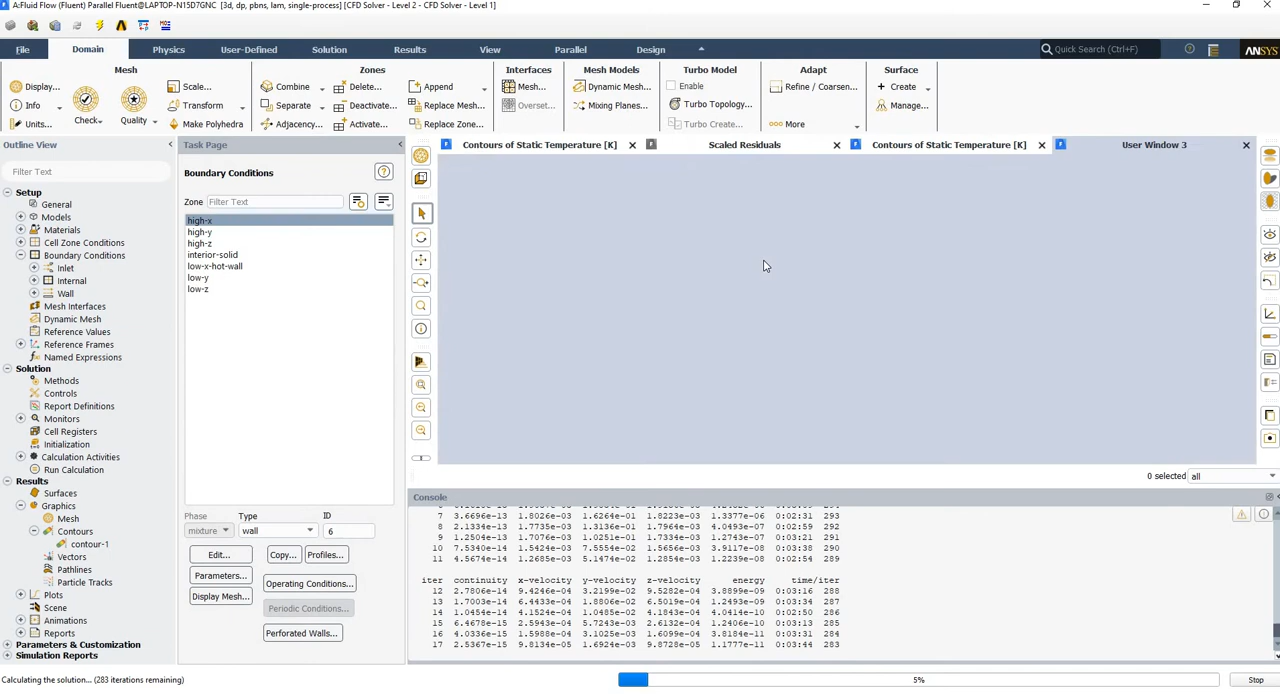 A:Fluid Flow (Fluent) Parallel Fluent@LAPTOP-N15D7GNC [3d, dp, pbns, lam, single-process] [CFD Solver - Level 2 - CFD Solver - Level 1]
File Domain Physics User-Defined Solution Results View Parallel Design Quick Search (Ctrl+F) ANSYS
Mesh Zones Interfaces Mesh Models Turbo Model Adapt Surface
Display... Scale... Combine Delete... Append Mesh... Dynamic Mesh... Enable Refine / Coarsen... + Create
Info Transform Separate Deactivate... Replace Mesh... Overset... Mixing Planes... Turbo Topology... Manage...
Units... Check Quality Make Polyhedra Adjacency... Activate... Replace Zone... Turbo Create... More
Outline View
Filter Text
Setup
General
Models
Materials
Cell Zone Conditions
Boundary Conditions
Inlet
Internal
Wall
Mesh Interfaces
Dynamic Mesh
Reference Values
Reference Frames
Named Expressions
Solution
Methods
Controls
Report Definitions
Monitors
Cell Registers
Initialization
Calculation Activities
Run Calculation
Results
Surfaces
Graphics
Mesh
Contours
contour-1
Vectors
Pathlines
Particle Tracks
Plots
Scene
Animations
Reports
Parameters & Customization
Simulation Reports
Task Page
Boundary Conditions
Zone Filter Text
high-x
high-y
high-z
interior-solid
low-x-hot-wall
low-y
low-z
Phase Type ID
mixture wall 6
Edit... Copy... Profiles...
Parameters... Operating Conditions...
Display Mesh... Periodic Conditions...
Perforated Walls...
Contours of Static Temperature [K] Scaled Residuals Contours of Static Temperature [K] User Window 3
0 selected all
Console
7 3.6696e-13 1.8026e-03 1.6264e-01 1.8223e-03 1.3377e-06 0:03:02 293
8 2.1334e-13 1.7735e-03 1.3136e-01 1.7964e-03 4.0493e-07 0:02:59 292
9 1.2504e-13 1.7076e-03 1.0251e-01 1.7334e-03 1.2743e-07 0:03:21 291
10 7.5340e-14 1.5424e-03 7.5554e-02 1.5656e-03 3.9117e-08 0:03:38 290
11 4.5674e-14 1.2685e-03 5.1204e-02 1.2854e-03 1.2239e-08 0:02:54 289
iter continuity x-velocity y-velocity z-velocity energy time/iter
12 2.7806e-14 9.4246e-04 3.2199e-02 9.5282e-04 3.8899e-09 0:03:16 288
13 1.7003e-14 6.4433e-04 1.8806e-02 6.5019e-04 1.2493e-09 0:03:34 287
14 1.0454e-14 4.1524e-04 1.0485e-02 4.1843e-04 4.0414e-10 0:02:50 286
15 6.4678e-15 2.5943e-04 5.7243e-03 2.6132e-04 1.2406e-10 0:03:13 285
16 4.0336e-15 1.5988e-04 3.1025e-03 1.6099e-04 3.8184e-11 0:03:31 284
17 2.5367e-15 9.8134e-05 1.6924e-03 9.8728e-05 1.1777e-11 0:03:44 283
Calculating the solution... (283 iterations remaining) 5% Stop